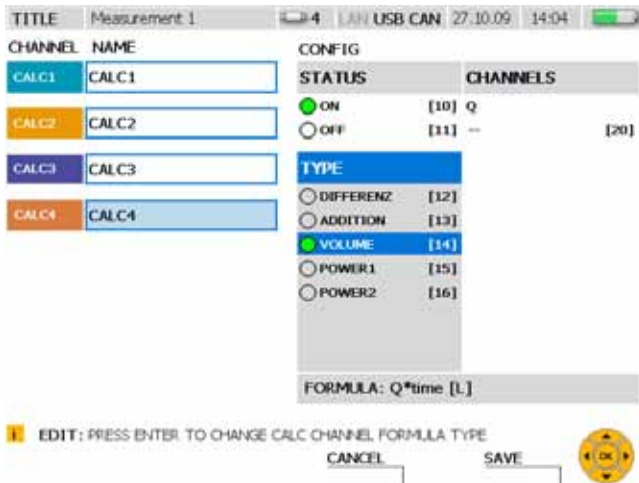 TITLE Measurement 1 4 LAN USB CAN 27.10.09 14:04
CHANNEL NAME CONFIG
CALC1 CALC1
CALC2 CALC2
CALC3 CALC3
CALC4 CALC4
STATUS CHANNELS
ON [10] Q
OFF [11] -- [20]
TYPE
DIFFERENZ [12]
ADDITION [13]
VOLUME [14]
POWER1 [15]
POWER2 [16]
FORMULA: Q*time [L]
i EDIT: PRESS ENTER TO CHANGE CALC CHANNEL FORMULA TYPE
CANCEL SAVE
OK